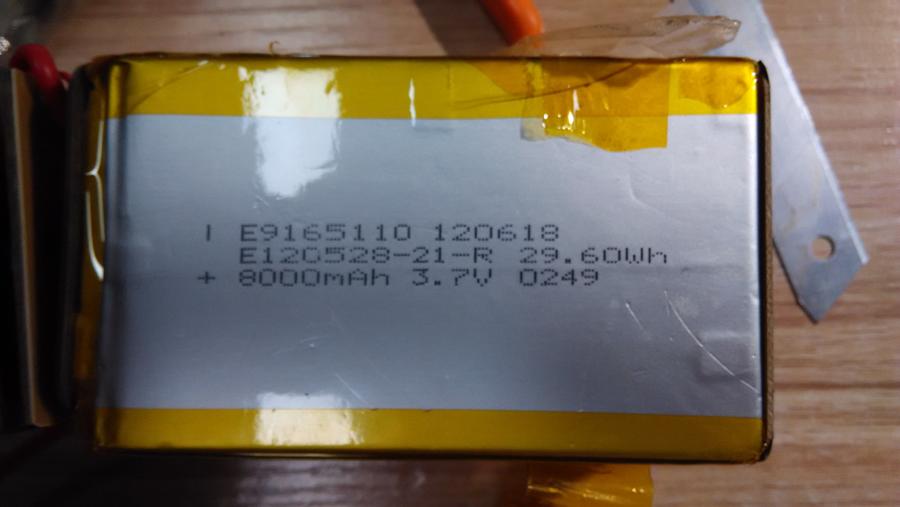 | E9165110 120618
E120528-21-R 29.60Wh
+ 8000mAh 3.7V 0249